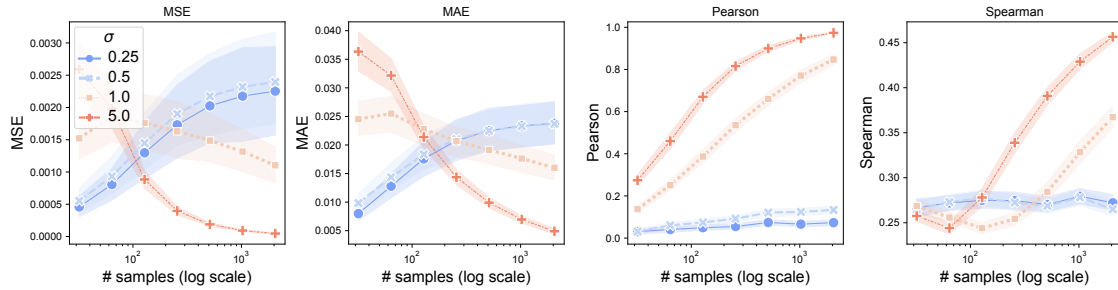 MSE
MAE
Pearson
Spearman
σ
0.25
0.5
1.0
5.0
MSE
0.0030
0.0025
0.0020
0.0015
0.0010
0.0005
0.0000
10²
10³
# samples (log scale)
MAE
0.040
0.035
0.030
0.025
0.020
0.015
0.010
0.005
10²
10³
# samples (log scale)
Pearson
1.0
0.8
0.6
0.4
0.2
0.0
10²
10³
# samples (log scale)
Spearman
0.45
0.40
0.35
0.30
0.25
10²
10³
# samples (log scale)